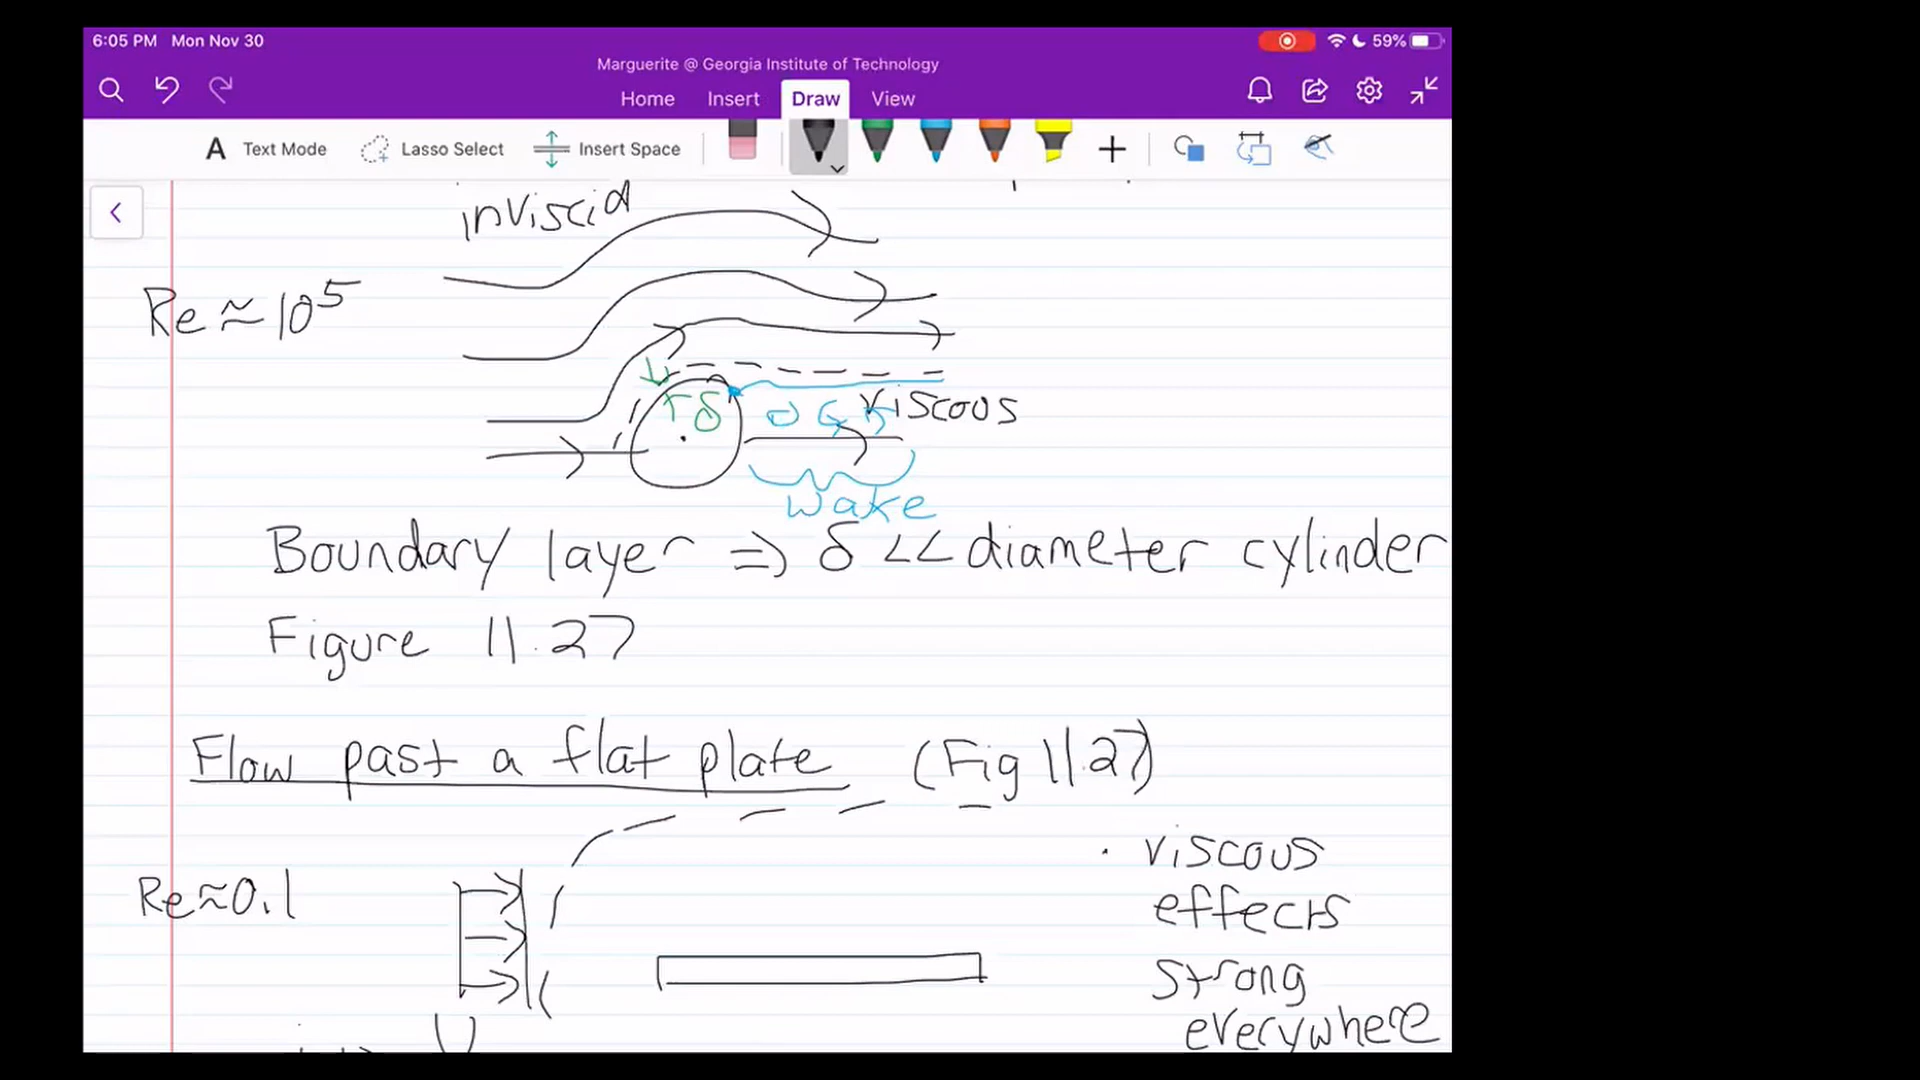 6:05 PM Mon Nov 30
59%
Marguerite @ Georgia Institute of Technology
Home Insert Draw View
A Text Mode Lasso Select Insert Space
inviscid
Re ≈ 10⁵
δ
viscous
wake
Boundary layer ⇒ δ << diameter cylinder
Figure 11.27
Flow past a flat plate (Fig 11.27)
Re ≈ 0.1
• viscous
effects
strong
everywhere
U